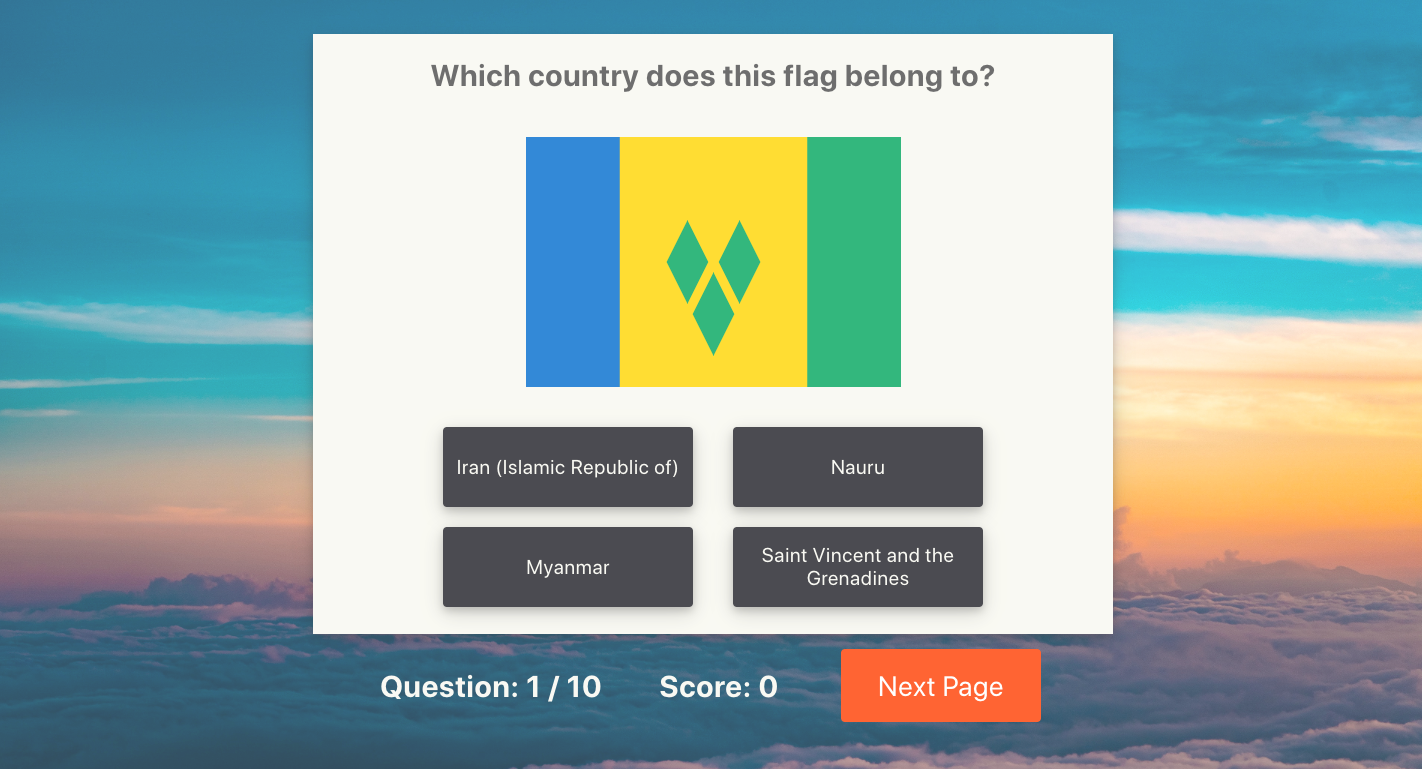 Which country does this flag belong to?
Iran (Islamic Republic of)
Nauru
Myanmar
Saint Vincent and the
Grenadines
Question: 1 / 10
Score: 0
Next Page